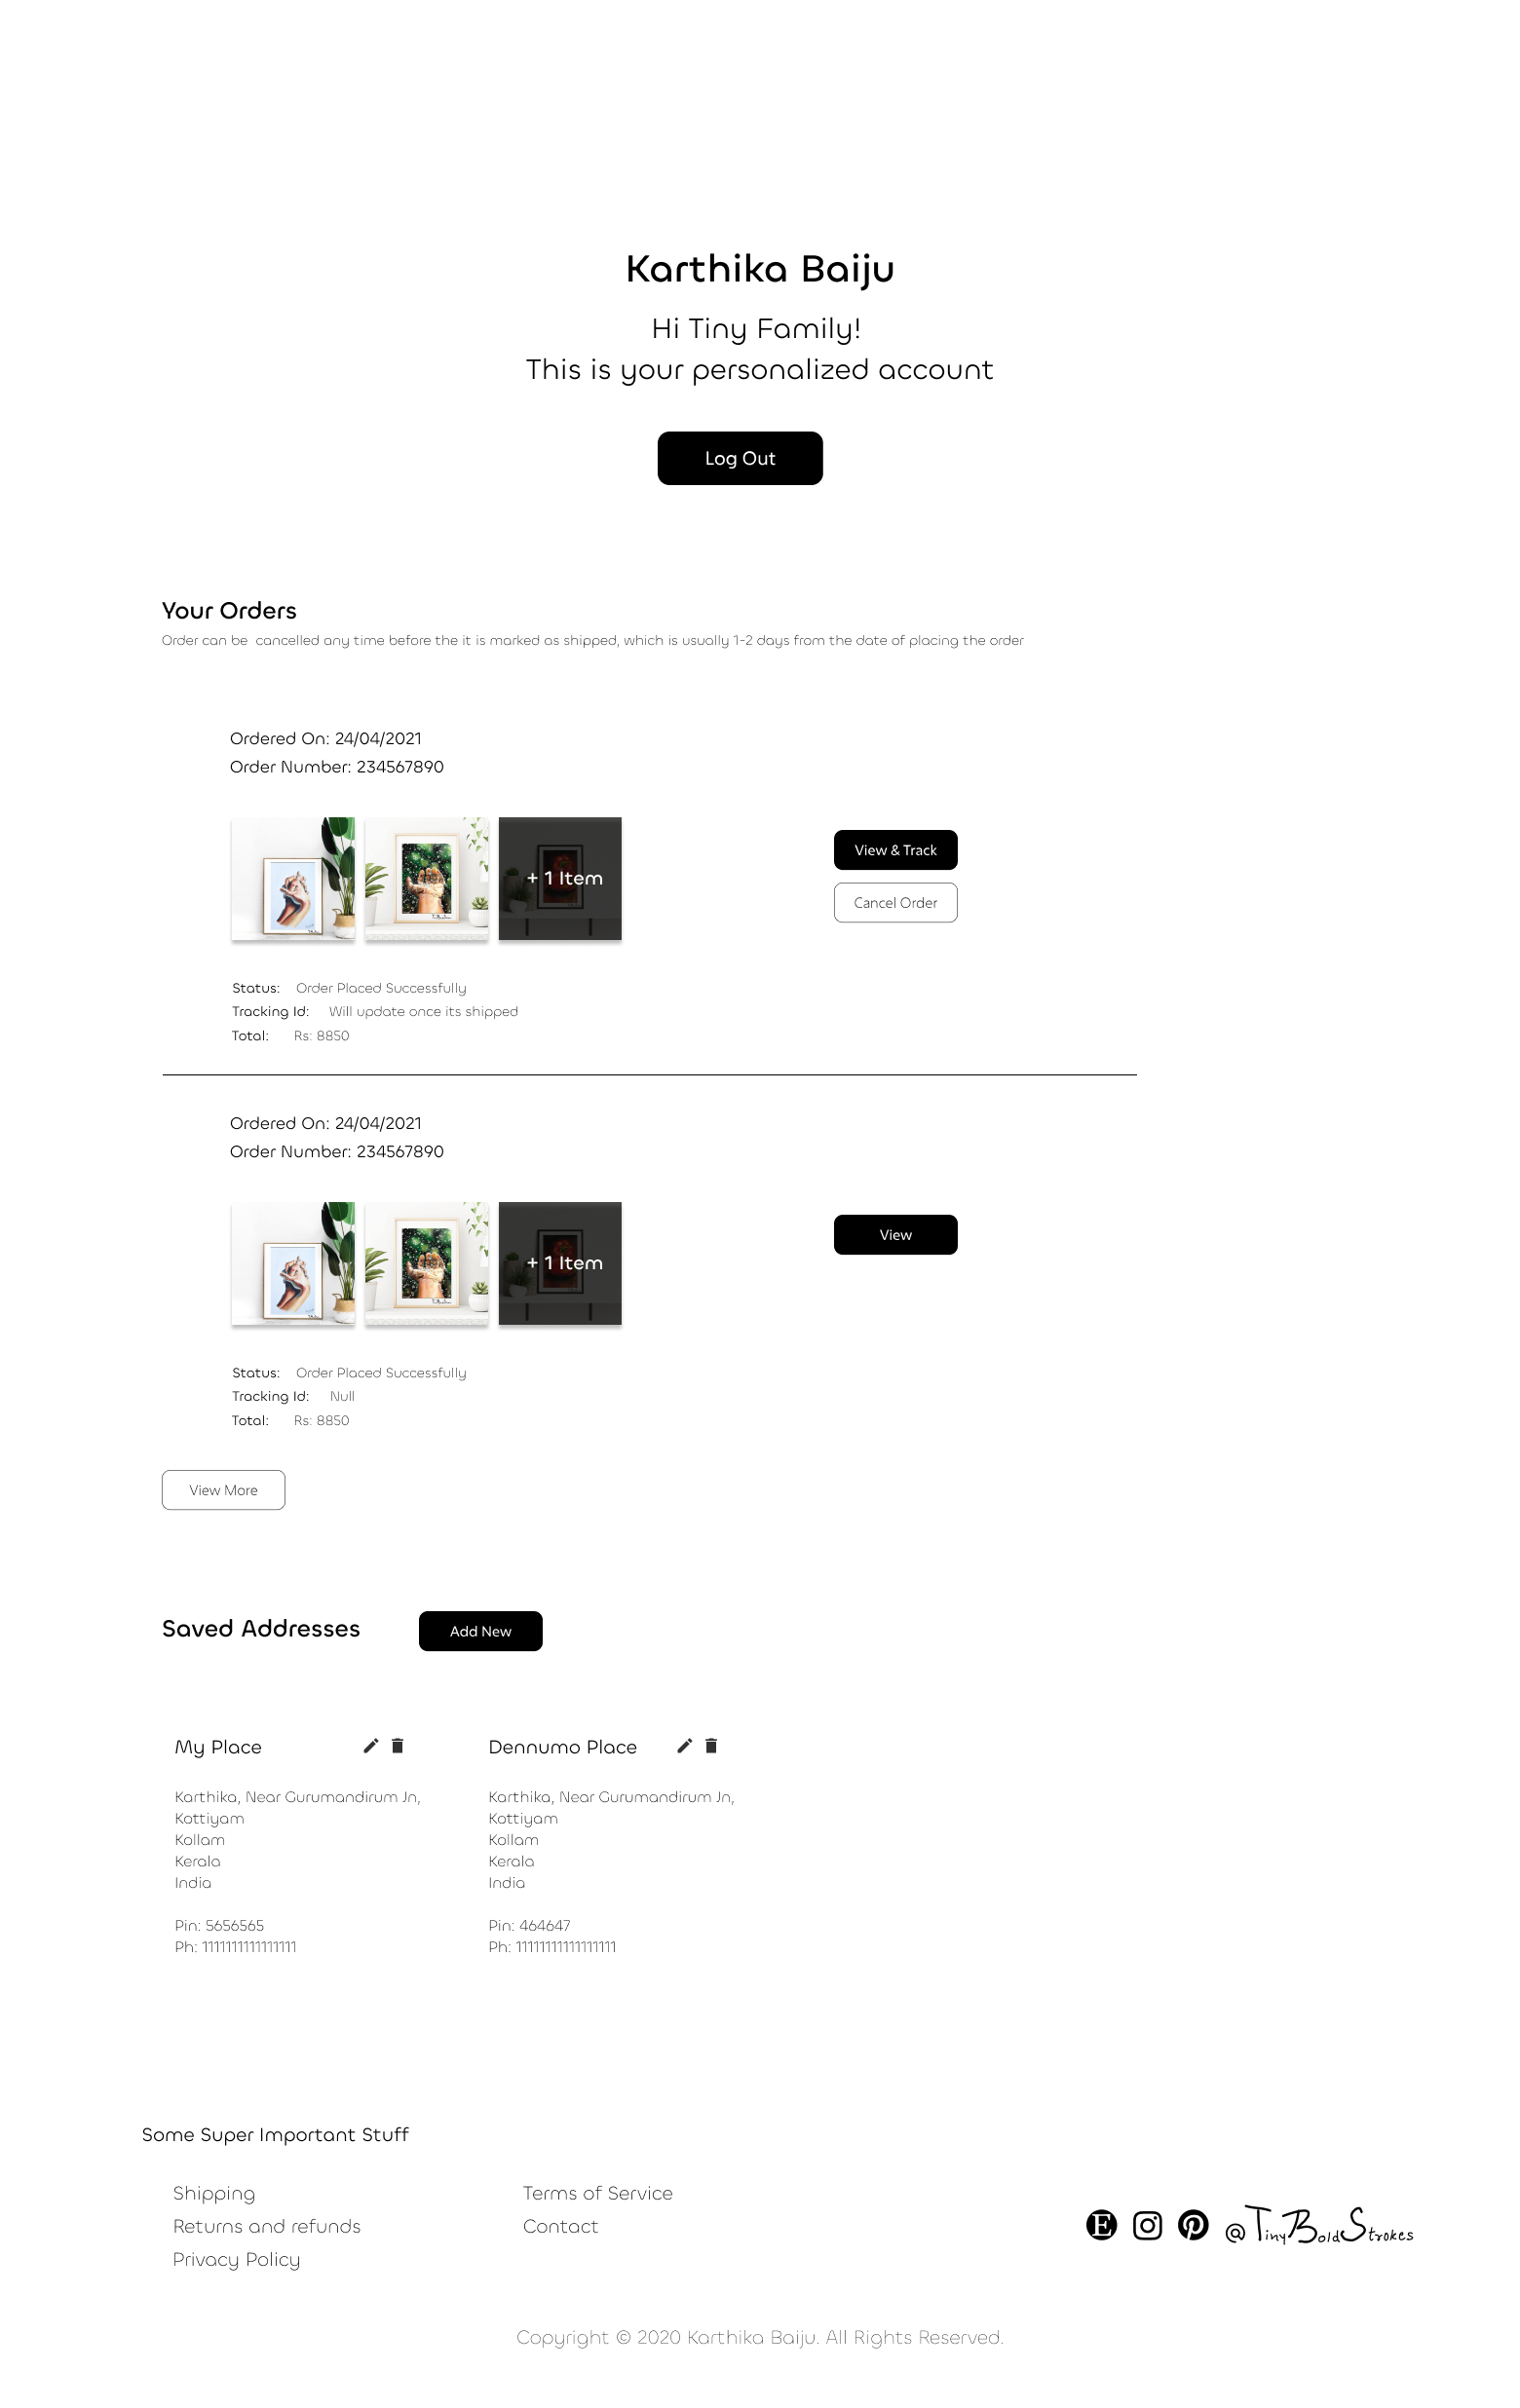 Karthika Baiju
Hi Tiny Family!
This is your personalized account
Log Out
Your Orders
Order can be  cancelled any time before the it is marked as shipped, which is usually 1-2 days from the date of placing the order
Ordered On: 24/04/2021
Order Number: 234567890
+ 1 Item
View & Track
Cancel Order
Status: Order Placed Successfully
Tracking Id: Will update once its shipped
Total: Rs: 8850
Ordered On: 24/04/2021
Order Number: 234567890
+ 1 Item
View
Status: Order Placed Successfully
Tracking Id: Null
Total: Rs: 8850
View More
Saved Addresses
Add New
My Place
Karthika, Near Gurumandirum Jn,
Kottiyam
Kollam
Kerala
India
Pin: 5656565
Ph: 1111111111111111
Dennumo Place
Karthika, Near Gurumandirum Jn,
Kottiyam
Kollam
Kerala
India
Pin: 464647
Ph: 11111111111111111
Some Super Important Stuff
Shipping
Returns and refunds
Privacy Policy
Terms of Service
Contact
@TinyBoldStrokes
Copyright © 2020 Karthika Baiju. All Rights Reserved.